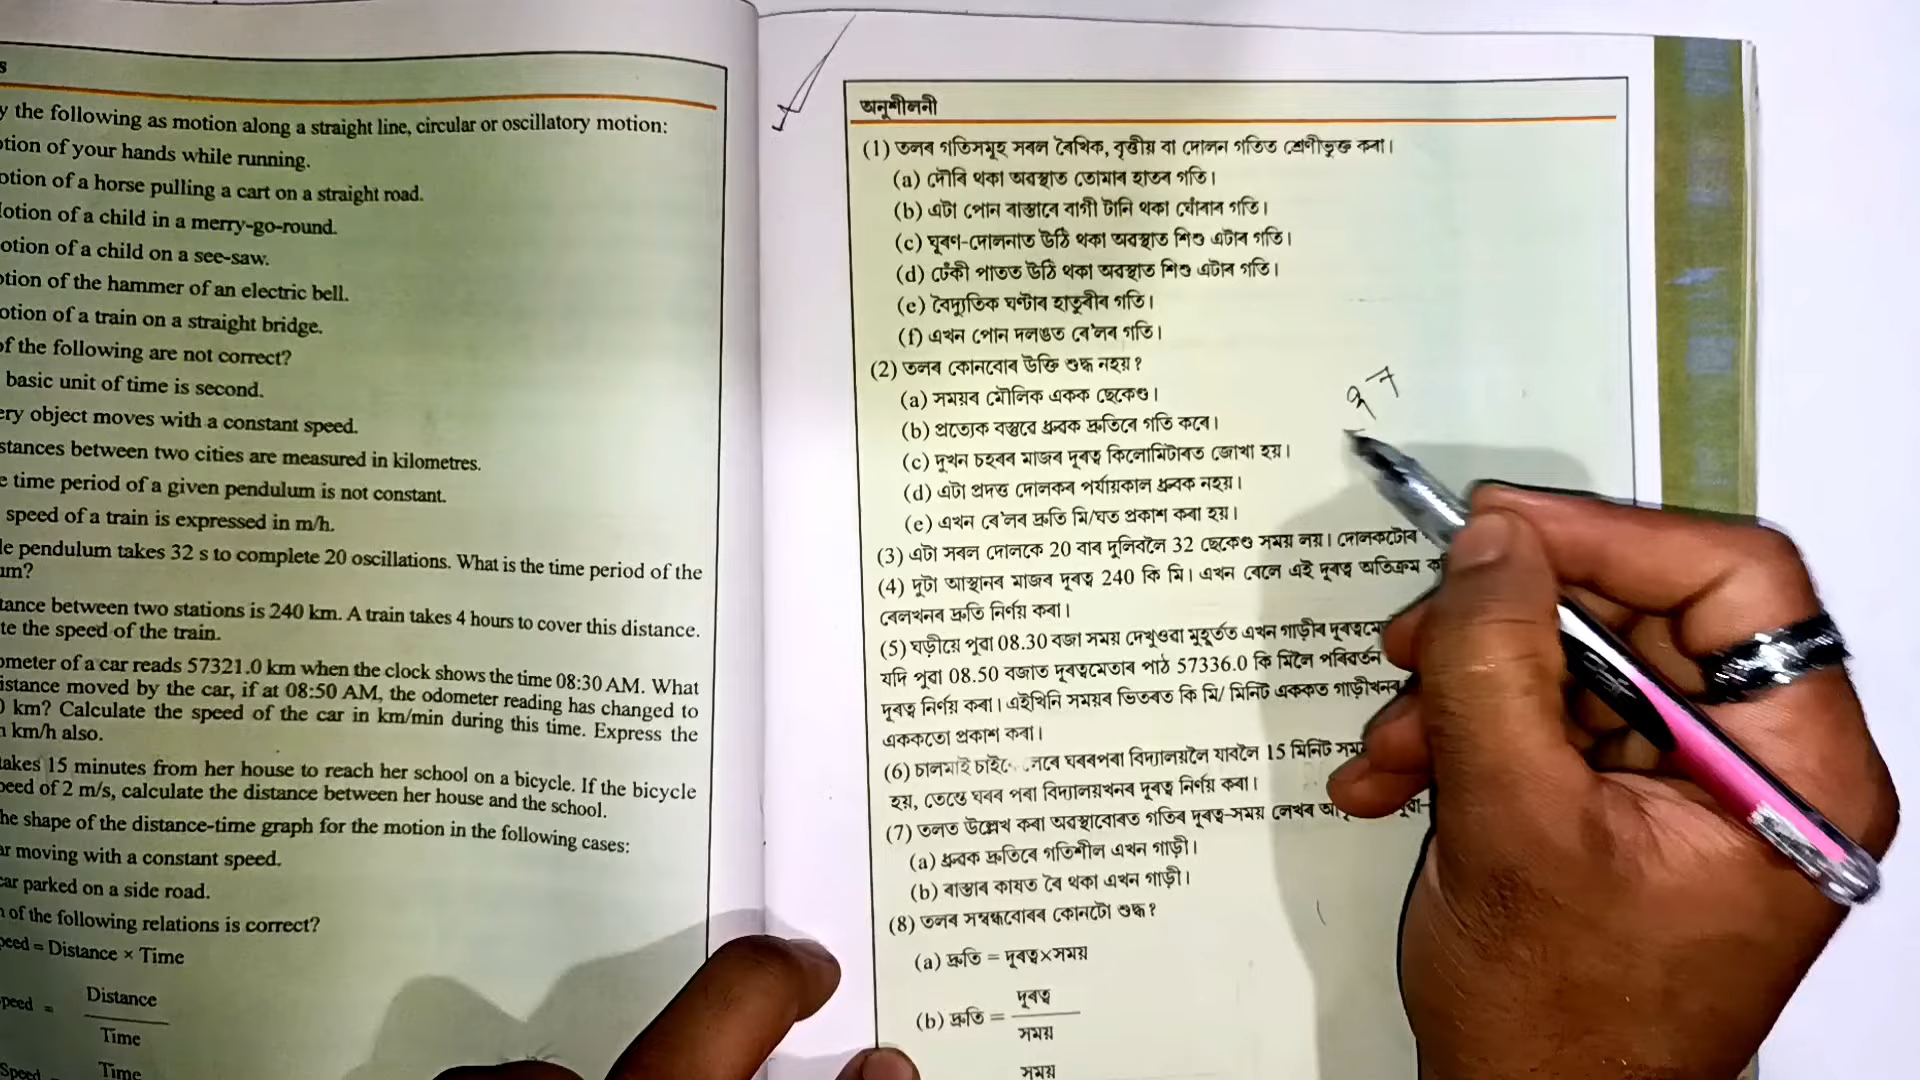 s
y the following as motion along a straight line, circular or oscillatory motion:
otion of your hands while running.
otion of a horse pulling a cart on a straight road.
Motion of a child in a merry-go-round.
otion of a child on a see-saw.
otion of the hammer of an electric bell.
otion of a train on a straight bridge.
of the following are not correct?
basic unit of time is second.
ery object moves with a constant speed.
stances between two cities are measured in kilometres.
e time period of a given pendulum is not constant.
speed of a train is expressed in m/h.
le pendulum takes 32 s to complete 20 oscillations. What is the time period of the
um?
tance between two stations is 240 km. A train takes 4 hours to cover this distance.
te the speed of the train.
ometer of a car reads 57321.0 km when the clock shows the time 08:30 AM. What
istance moved by the car, if at 08:50 AM, the odometer reading has changed to
0 km? Calculate the speed of the car in km/min during this time. Express the
n km/h also.
takes 15 minutes from her house to reach her school on a bicycle. If the bicycle
peed of 2 m/s, calculate the distance between her house and the school.
he shape of the distance-time graph for the motion in the following cases:
ar moving with a constant speed.
car parked on a side road.
n of the following relations is correct?
peed = Distance × Time
peed = Distance
Time
Speed Time
অনুশীলনী
(1) তলৰ গতিসমূহ সৰল ৰৈখিক, বৃত্তীয় বা দোলন গতিত শ্ৰেণীভুক্ত কৰা।
(a) দৌৰি থকা অৱস্থাত তোমাৰ হাতৰ গতি।
(b) এটা পোন ৰাস্তাৰে বাগী টানি থকা ঘোঁৰাৰ গতি।
(c) ঘূৰণ-দোলনাত উঠি থকা অৱস্থাত শিশু এটাৰ গতি।
(d) ঢেঁকী পাতত উঠি থকা অৱস্থাত শিশু এটাৰ গতি।
(e) বৈদ্যুতিক ঘণ্টাৰ হাতুৰীৰ গতি।
(f) এখন পোন দলঙত ৰে'লৰ গতি।
(2) তলৰ কোনবোৰ উক্তি শুদ্ধ নহয়?
(a) সময়ৰ মৌলিক একক ছেকেণ্ড।
(b) প্ৰত্যেক বস্তুৱে ধ্ৰুবক দ্ৰুতিৰে গতি কৰে।
(c) দুখন চহৰৰ মাজৰ দূৰত্ব কিলোমিটাৰত জোখা হয়।
(d) এটা প্ৰদত্ত দোলকৰ পৰ্যায়কাল ধ্ৰুবক নহয়।
(e) এখন ৰে'লৰ দ্ৰুতি মি/ঘত প্ৰকাশ কৰা হয়।
(3) এটা সৰল দোলকে 20 বাৰ দুলিবলৈ 32 ছেকেণ্ড সময় লয়। দোলকটোৰ
(4) দুটা আস্থানৰ মাজৰ দূৰত্ব 240 কি মি। এখন ৰেলে এই দূৰত্ব অতিক্ৰম
ৰেলখনৰ দ্ৰুতি নিৰ্ণয় কৰা।
(5) ঘড়ীয়ে পুৱা 08.30 বজা সময় দেখুওৱা মুহূৰ্তত এখন গাড়ীৰ দূৰত্বমে
যদি পুৱা 08.50 বজাত দূৰত্বমেতাৰ পাঠ 57336.0 কি মিলৈ পৰিবৰ্তন
দূৰত্ব নিৰ্ণয় কৰা। এইখিনি সময়ৰ ভিতৰত কি মি/ মিনিট এককত গাড়ীখনৰ
এককতো প্ৰকাশ কৰা।
(6) চালমাই ঘৰৰপৰা বিদ্যালয়লৈ যাবলৈ 15 মিনিট
হয়, তেন্তে ঘৰৰ পৰা বিদ্যালয়খনৰ দূৰত্ব নিৰ্ণয় কৰা।
(7) তলত উল্লেখ কৰা অৱস্থাবোৰত গতিৰ দূৰত্ব-সময় লেখৰ
(a) ধ্ৰুবক দ্ৰুতিৰে গতিশীল এখন গাড়ী।
(b) ৰাস্তাৰ কাষত ৰৈ থকা এখন গাড়ী।
(8) তলৰ সম্বন্ধবোৰৰ কোনটো শুদ্ধ?
(a) দ্ৰুতি = দূৰত্ব×সময়
(b) দ্ৰুতি = দূৰত্ব
সময়
সময়